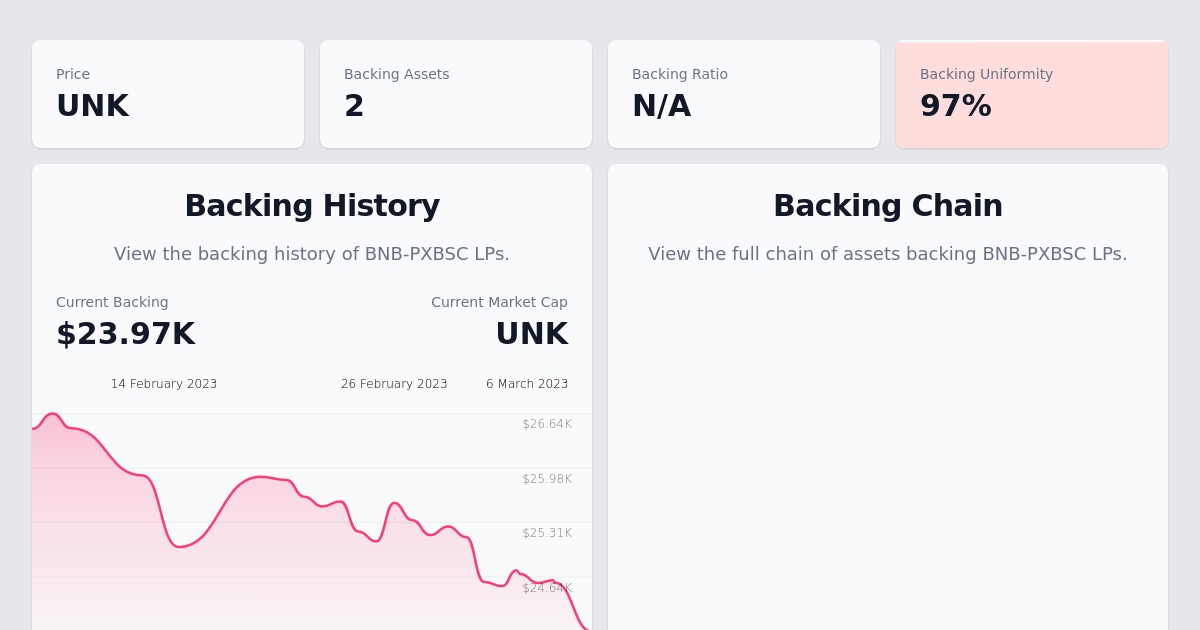 Price
UNK
Backing Assets
2
Backing Ratio
N/A
Backing Uniformity
97%
Backing History
View the backing history of BNB-PXBSC LPs.
Current Backing
$23.97K
Current Market Cap
UNK
14 February 2023
26 February 2023
6 March 2023
$26.64K
$25.98K
$25.31K
$24.64K
Backing Chain
View the full chain of assets backing BNB-PXBSC LPs.